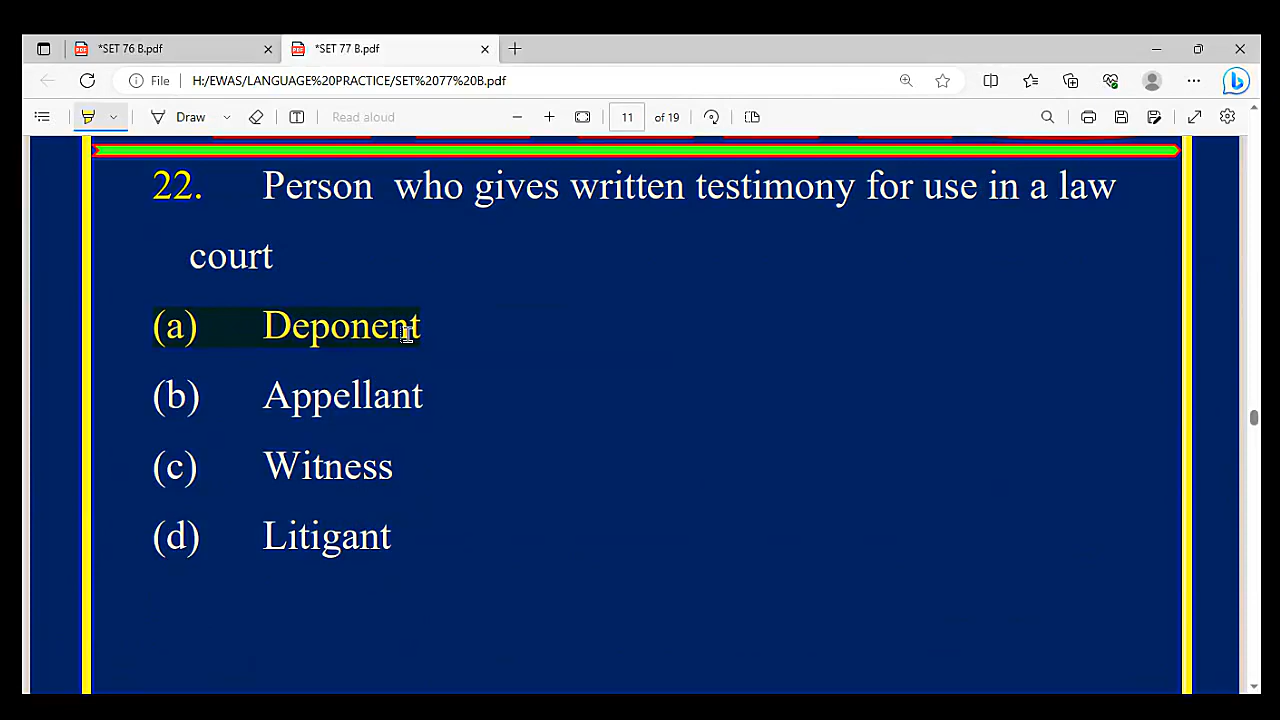 *SET 76 B.pdf
*SET 77 B.pdf
File
H:/EWAS/LANGUAGE%20PRACTICE/SET%2077%20B.pdf
Draw
Read aloud
11 of 19
22. Person who gives written testimony for use in a law
court
(a) Deponent
(b) Appellant
(c) Witness
(d) Litigant